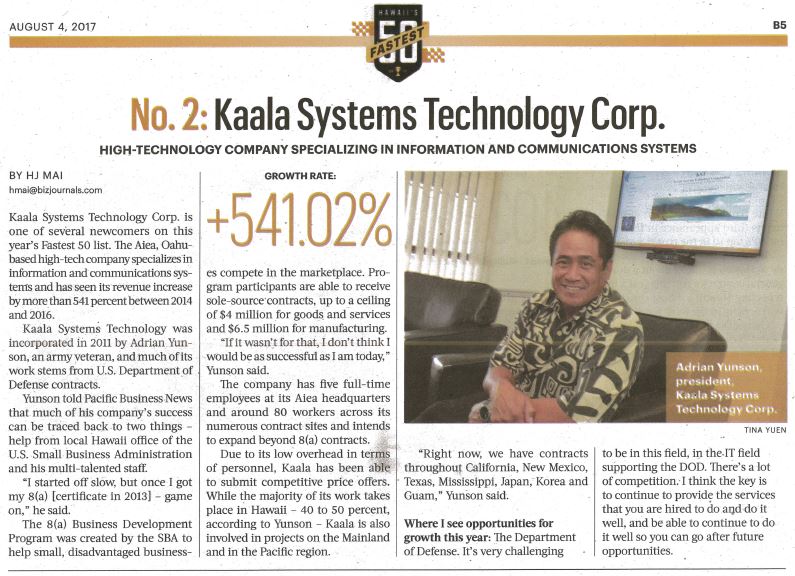 AUGUST 4, 2017
HAWAII'S
50
FASTEST
B5
No. 2: Kaala Systems Technology Corp.
HIGH-TECHNOLOGY COMPANY SPECIALIZING IN INFORMATION AND COMMUNICATIONS SYSTEMS
BY HJ MAI
hmai@bizjournals.com
Kaala Systems Technology Corp. is
one of several newcomers on this
year's Fastest 50 list. The Aiea, Oahu-
based high-tech company specializes in
information and communications sys-
tems and has seen its revenue increase
by more than 541 percent between 2014
and 2016.
Kaala Systems Technology was
incorporated in 2011 by Adrian Yun-
son, an army veteran, and much of its
work stems from U.S. Department of
Defense contracts.
Yunson told Pacific Business News
that much of his company's success
can be traced back to two things –
help from local Hawaii office of the
U.S. Small Business Administration
and his multi-talented staff.
"I started off slow, but once I got
my 8(a) [certificate in 2013] – game
on," he said.
The 8(a) Business Development
Program was created by the SBA to
help small, disadvantaged business-
GROWTH RATE:
+541.02%
es compete in the marketplace. Pro-
gram participants are able to receive
sole-source contracts, up to a ceiling
of $4 million for goods and services
and $6.5 million for manufacturing.
"If it wasn't for that, I don't think I
would be as successful as I am today,"
Yunson said.
The company has five full-time
employees at its Aiea headquarters
and around 80 workers across its
numerous contract sites and intends
to expand beyond 8(a) contracts.
Due to its low overhead in terms
of personnel, Kaala has been able
to submit competitive price offers.
While the majority of its work takes
place in Hawaii – 40 to 50 percent,
according to Yunson – Kaala is also
involved in projects on the Mainland
and in the Pacific region.
Adrian Yunson,
president,
Kaala Systems
Technology Corp.
TINA YUEN
"Right now, we have contracts
throughout California, New Mexico,
Texas, Mississippi, Japan, Korea and
Guam," Yunson said.
Where I see opportunities for
growth this year: The Department
of Defense. It's very challenging
to be in this field, in the IT field
supporting the DOD. There's a lot
of competition. I think the key is
to continue to provide the services
that you are hired to do and do it
well, and be able to continue to do
it well so you can go after future
opportunities.